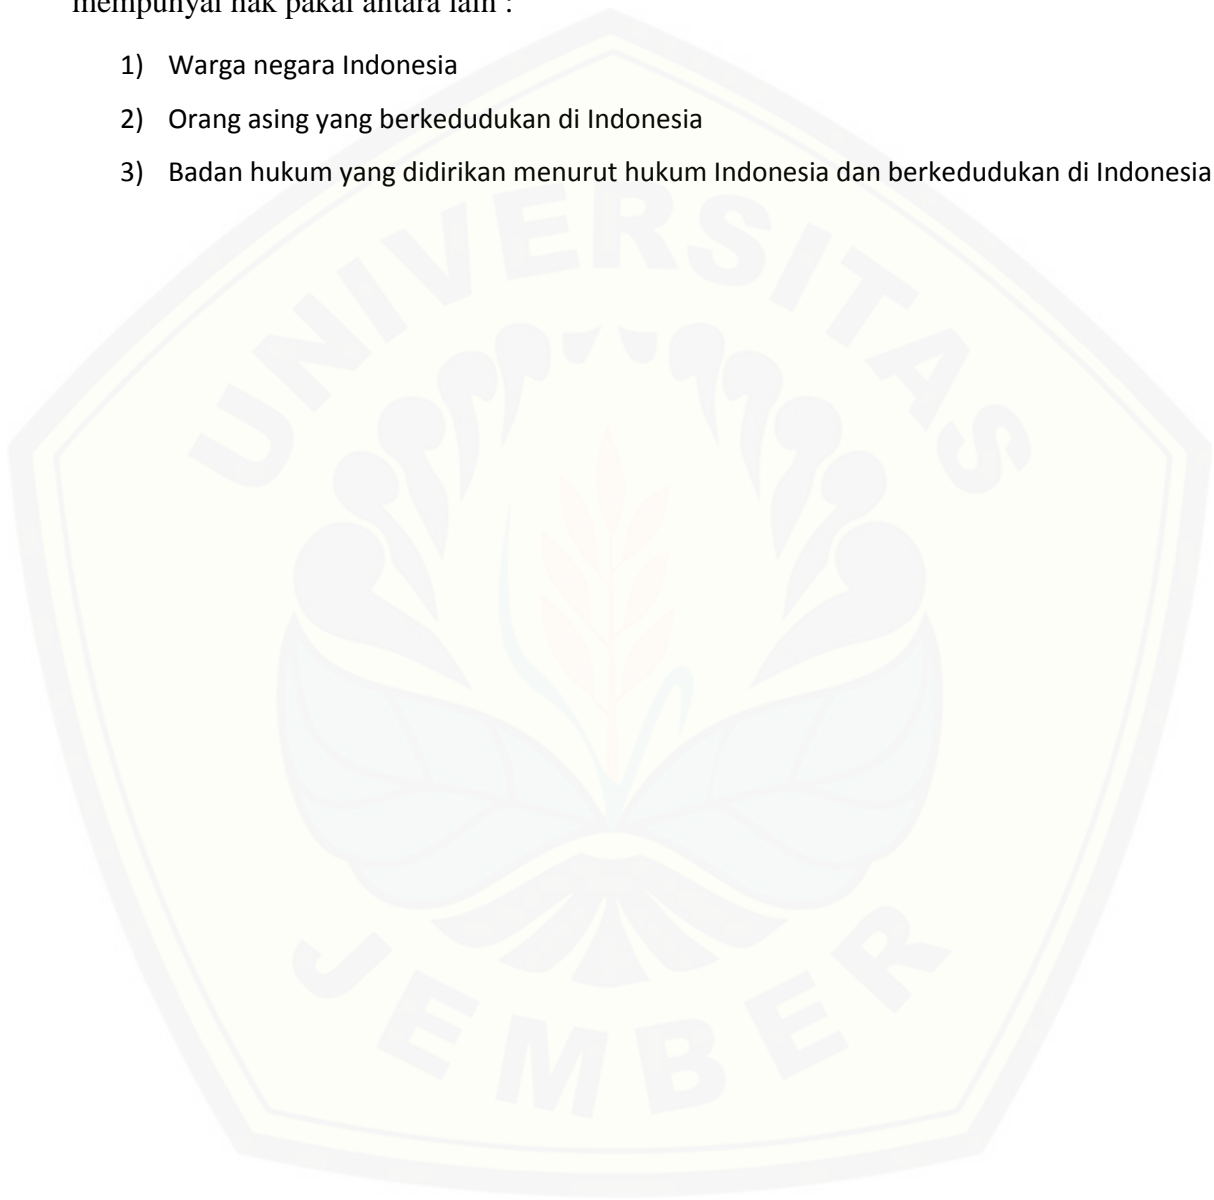 mempunyai hak pakai antara lain :
1) Warga negara Indonesia
2) Orang asing yang berkedudukan di Indonesia
3) Badan hukum yang didirikan menurut hukum Indonesia dan berkedudukan di Indonesia
UNIVERSITAS
JEMBER